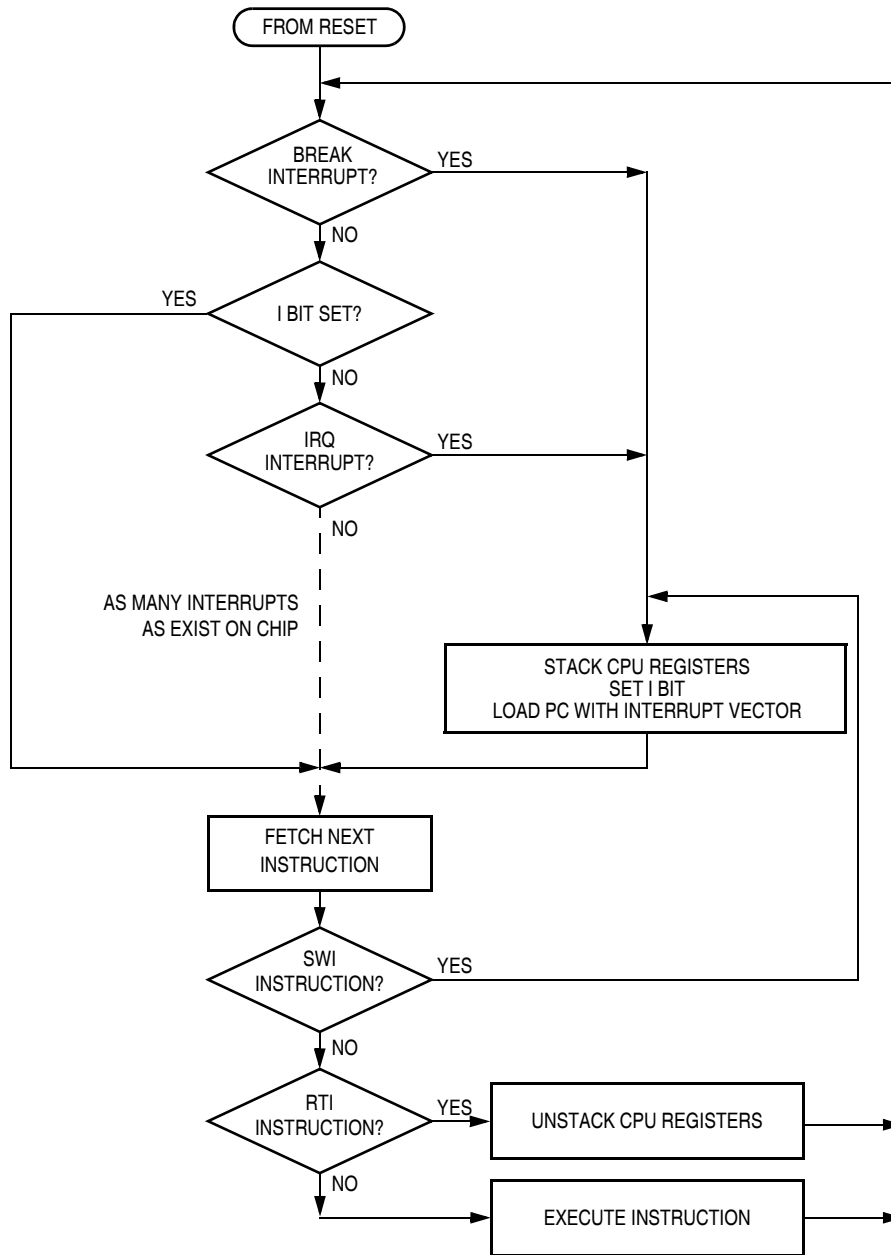 FROM RESET
BREAK
INTERRUPT?
YES
NO
YES
I BIT SET?
NO
IRQ
INTERRUPT?
YES
NO
AS MANY INTERRUPTS
AS EXIST ON CHIP
STACK CPU REGISTERS
SET I BIT
LOAD PC WITH INTERRUPT VECTOR
FETCH NEXT
INSTRUCTION
SWI
INSTRUCTION?
YES
NO
RTI
INSTRUCTION?
YES
UNSTACK CPU REGISTERS
NO
EXECUTE INSTRUCTION